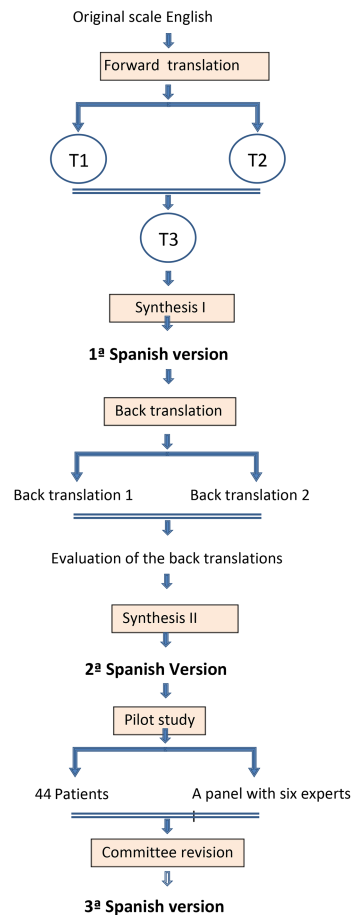 Original scale English
Forward translation
T1
T2
T3
Synthesis I
1ª Spanish version
Back translation
Back translation 1
Back translation 2
Evaluation of the back translations
Synthesis II
2ª Spanish Version
Pilot study
44 Patients
A panel with six experts
Committee revision
3ª Spanish version